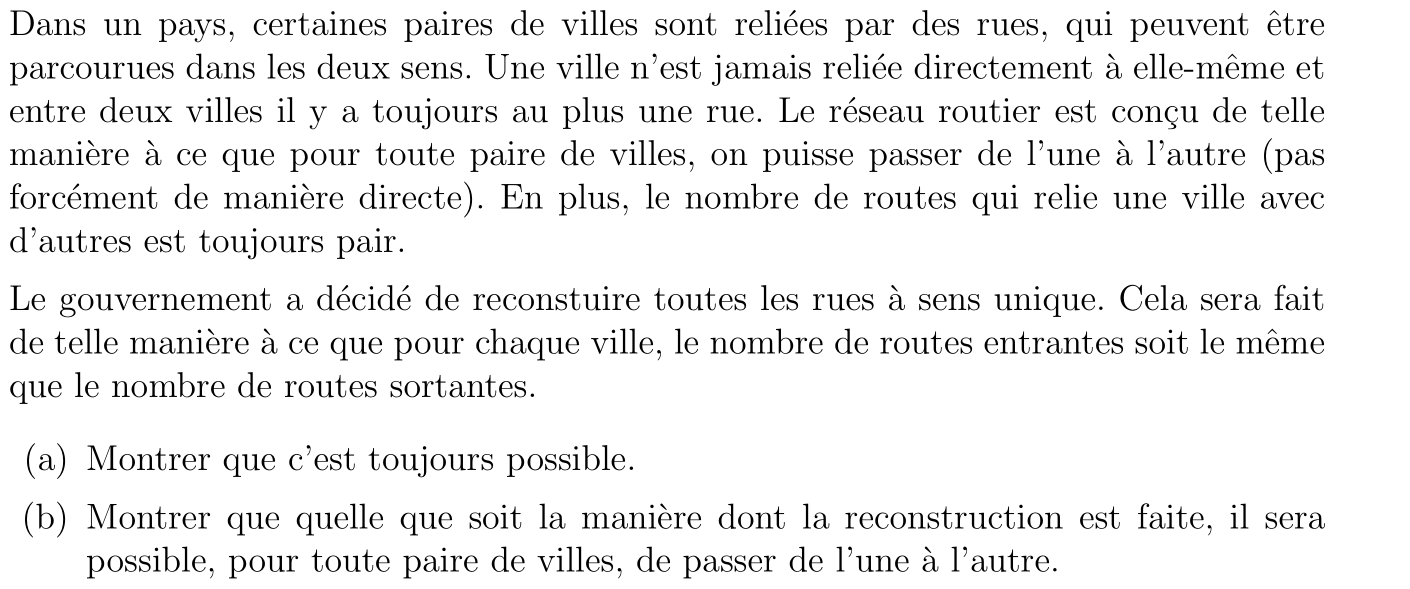 Dans un pays, certaines paires de villes sont reliées par des rues, qui peuvent être
parcourues dans les deux sens. Une ville n'est jamais reliée directement à elle-même et
entre deux villes il y a toujours au plus une rue. Le réseau routier est conçu de telle
manière à ce que pour toute paire de villes, on puisse passer de l'une à l'autre (pas
forcément de manière directe). En plus, le nombre de routes qui relie une ville avec
d'autres est toujours pair.
Le gouvernement a décidé de reconstuire toutes les rues à sens unique. Cela sera fait
de telle manière à ce que pour chaque ville, le nombre de routes entrantes soit le même
que le nombre de routes sortantes.
(a) Montrer que c'est toujours possible.
(b) Montrer que quelle que soit la manière dont la reconstruction est faite, il sera
possible, pour toute paire de villes, de passer de l'une à l'autre.